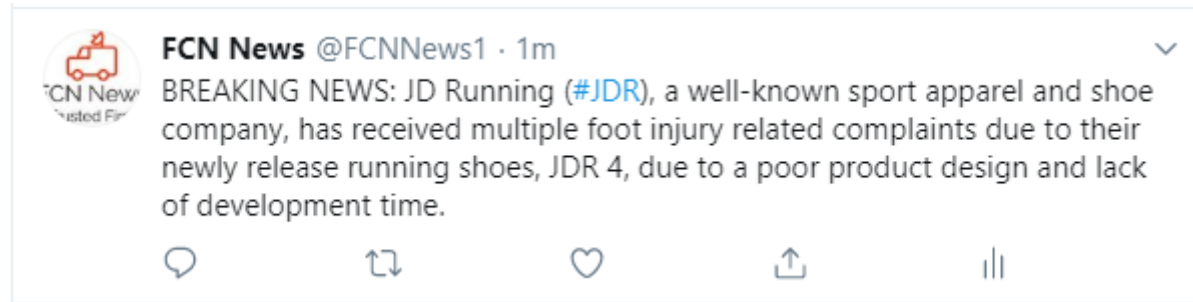 FCN News @FCNNews1 · 1m
BREAKING NEWS: JD Running (#JDR), a well-known sport apparel and shoe
company, has received multiple foot injury related complaints due to their
newly release running shoes, JDR 4, due to a poor product design and lack
of development time.